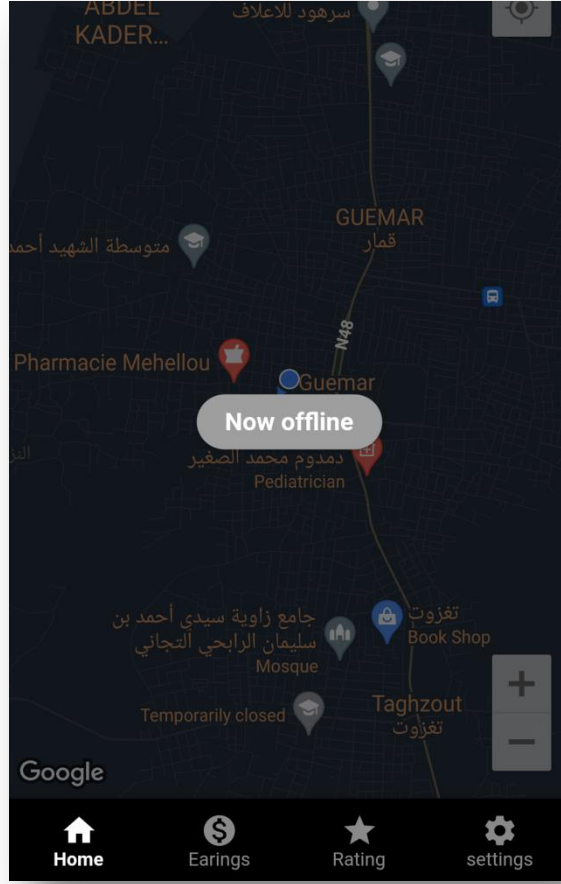 ABDEL
KADER...
سرهود للاعلاف
GUEMAR
قمار
متوسطة الشهيد أحمد
N48
Pharmacie Mehellou
Guemar
Now offline
دمدوم محمد الصغير
Pediatrician
جامع زاوية سيدي أحمد بن
سليمان الرابحي التجاني
Mosque
تغزوت
Book Shop
Temporarily closed
Taghzout
تغزوت
+
−
Google
Home
Earings
Rating
settings